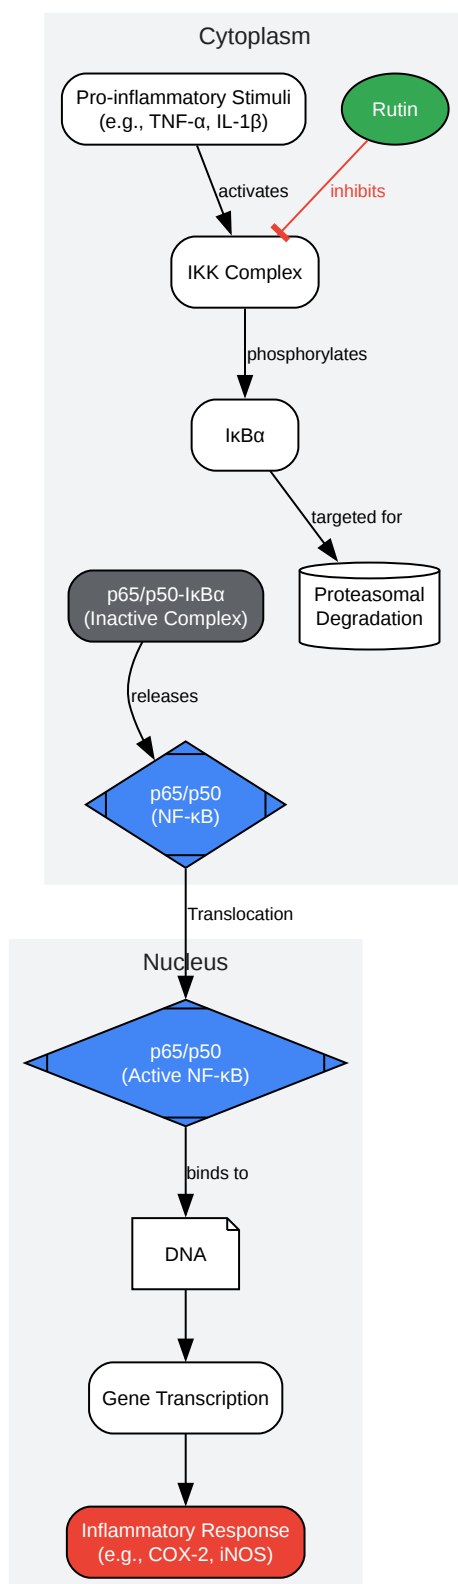 Cytoplasm
Pro-inflammatory Stimuli
(e.g., TNF-α, IL-1β)
Rutin
activates
inhibits
IKK Complex
phosphorylates
IκBα
targeted for
Proteasomal
Degradation
p65/p50-IκBα
(Inactive Complex)
releases
p65/p50
(NF-κB)
Translocation
Nucleus
p65/p50
(Active NF-κB)
binds to
DNA
Gene Transcription
Inflammatory Response
(e.g., COX-2, iNOS)